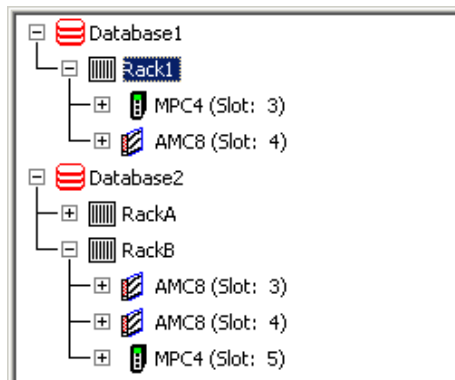 Database1
Rack1
MPC4 (Slot: 3)
AMC8 (Slot: 4)
Database2
RackA
RackB
AMC8 (Slot: 3)
AMC8 (Slot: 4)
MPC4 (Slot: 5)